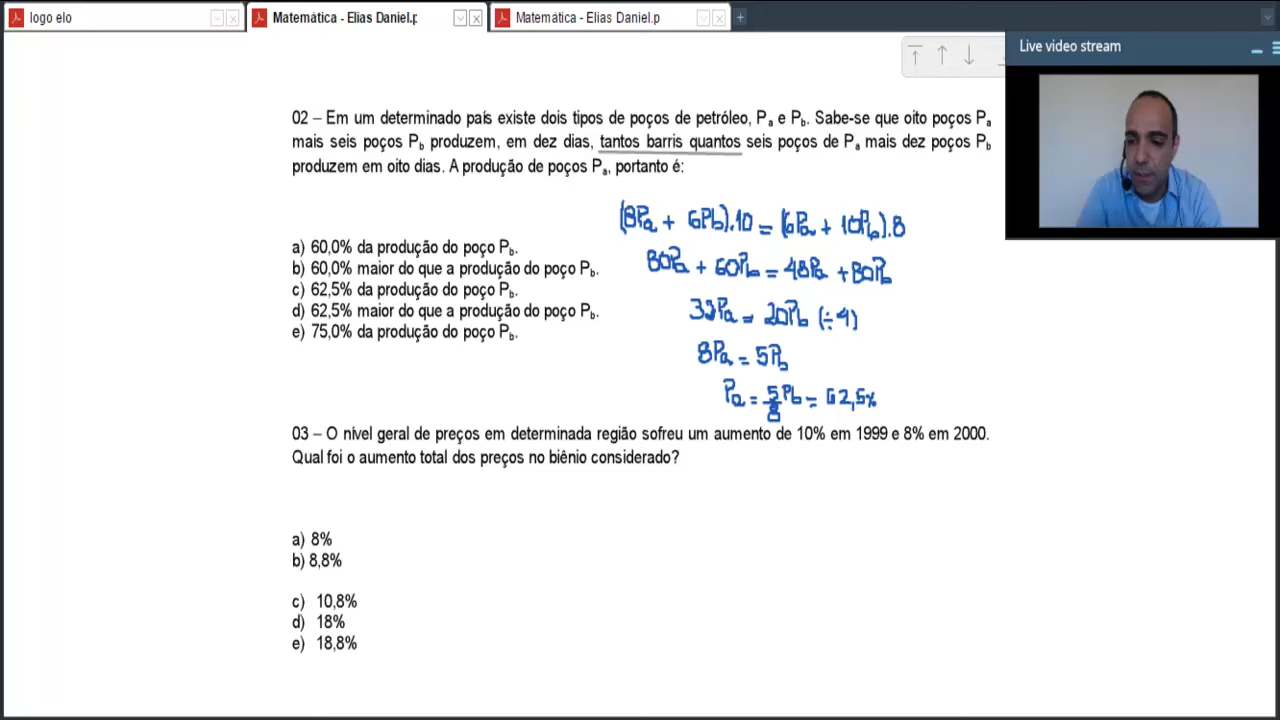 logo elo
Matemática - Elias Daniel.p
Matemática - Elias Daniel.p
Live video stream
02 – Em um determinado país existe dois tipos de poços de petróleo, Pa e Pb. Sabe-se que oito poços Pa
mais seis poços Pb produzem, em dez dias, tantos barris quantos seis poços de Pa mais dez poços Pb
produzem em oito dias. A produção de poços Pa, portanto é:
(8Pa + 6Pb).10 = (6Pa + 10Pb).8
a) 60,0% da produção do poço Pb.
80Pa + 60Pb = 48Pa + 80Pb
b) 60,0% maior do que a produção do poço Pb.
c) 62,5% da produção do poço Pb.
d) 62,5% maior do que a produção do poço Pb.
32Pa = 20Pb (÷4)
e) 75,0% da produção do poço Pb.
8Pa = 5Pb
Pa = 5/8 Pb = 62,5%
03 – O nível geral de preços em determinada região sofreu um aumento de 10% em 1999 e 8% em 2000.
Qual foi o aumento total dos preços no biênio considerado?
a) 8%
b) 8,8%
c) 10,8%
d) 18%
e) 18,8%